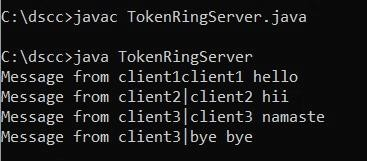 C:\dscc>javac TokenRingServer.java
C:\dscc>java TokenRingServer
Message from client1client1 hello
Message from client2|client2 hii
Message from client3|client3 namaste
Message from client3|bye bye